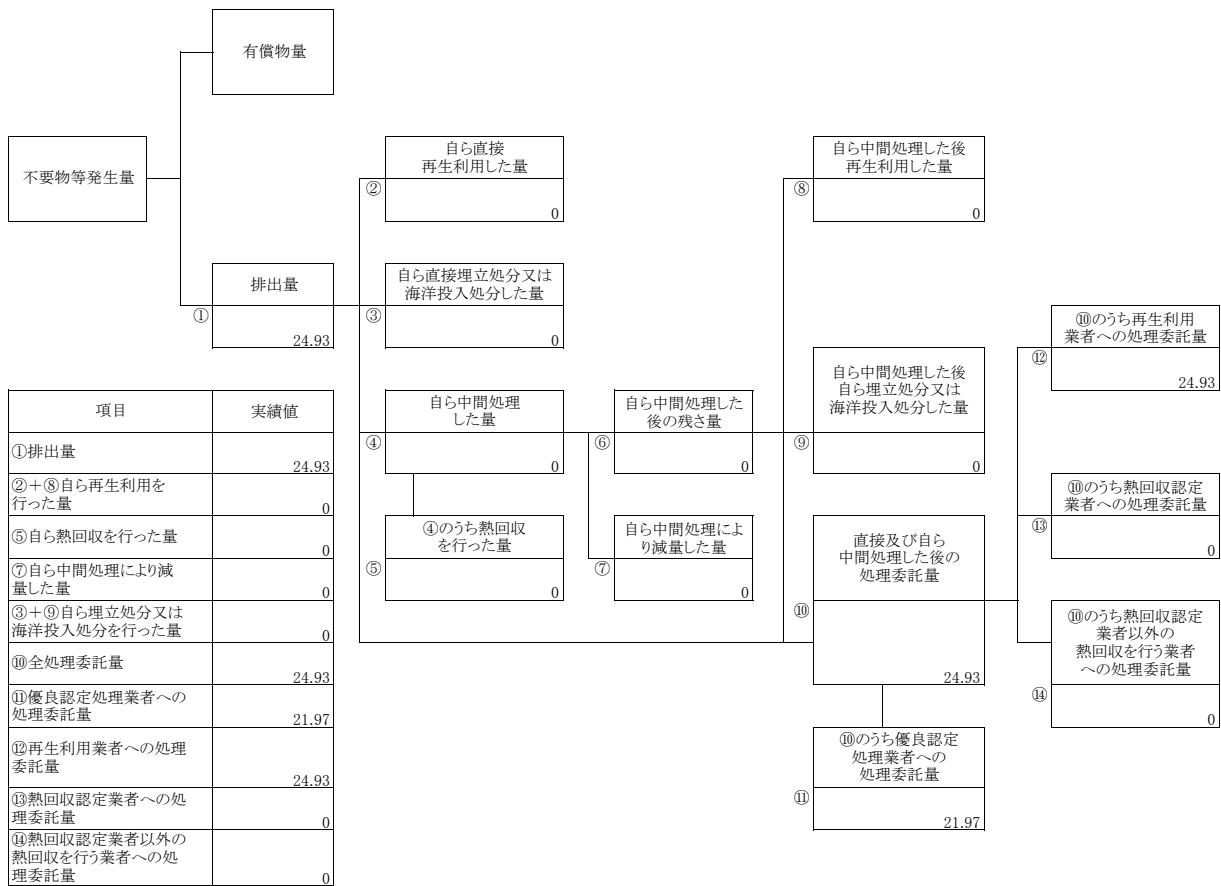 有償物量
不要物等発生量
排出量
①
24.93
自ら直接
再生利用した量
②
0
自ら直接埋立処分又は
海洋投入処分した量
③
0
自ら中間処理
した量
④
0
④のうち熱回収
を行った量
⑤
0
自ら中間処理した
後の残さ量
⑥
0
自ら中間処理によ
り減量した量
⑦
0
自ら中間処理した後
再生利用した量
⑧
0
自ら中間処理した後
自ら埋立処分又は
海洋投入処分した量
⑨
0
直接及び自ら
中間処理した後の
処理委託量
⑩
24.93
⑩のうち優良認定
処理業者への
処理委託量
⑪
21.97
⑩のうち再生利用
業者への処理委託量
⑫
24.93
⑩のうち熱回収認定
業者への処理委託量
⑬
0
⑩のうち熱回収認定
業者以外の
熱回収を行う業者
への処理委託量
⑭
0
項目 実績値
①排出量 24.93
②+⑧自ら再生利用を
行った量 0
⑤自ら熱回収を行った量 0
⑦自ら中間処理により減
量した量 0
③+⑨自ら埋立処分又は
海洋投入処分を行った量 0
⑩全処理委託量 24.93
⑪優良認定処理業者への
処理委託量 21.97
⑫再生利用業者への処理
委託量 24.93
⑬熱回収認定業者への処
理委託量 0
⑭熱回収認定業者以外の
熱回収を行う業者への処
理委託量 0